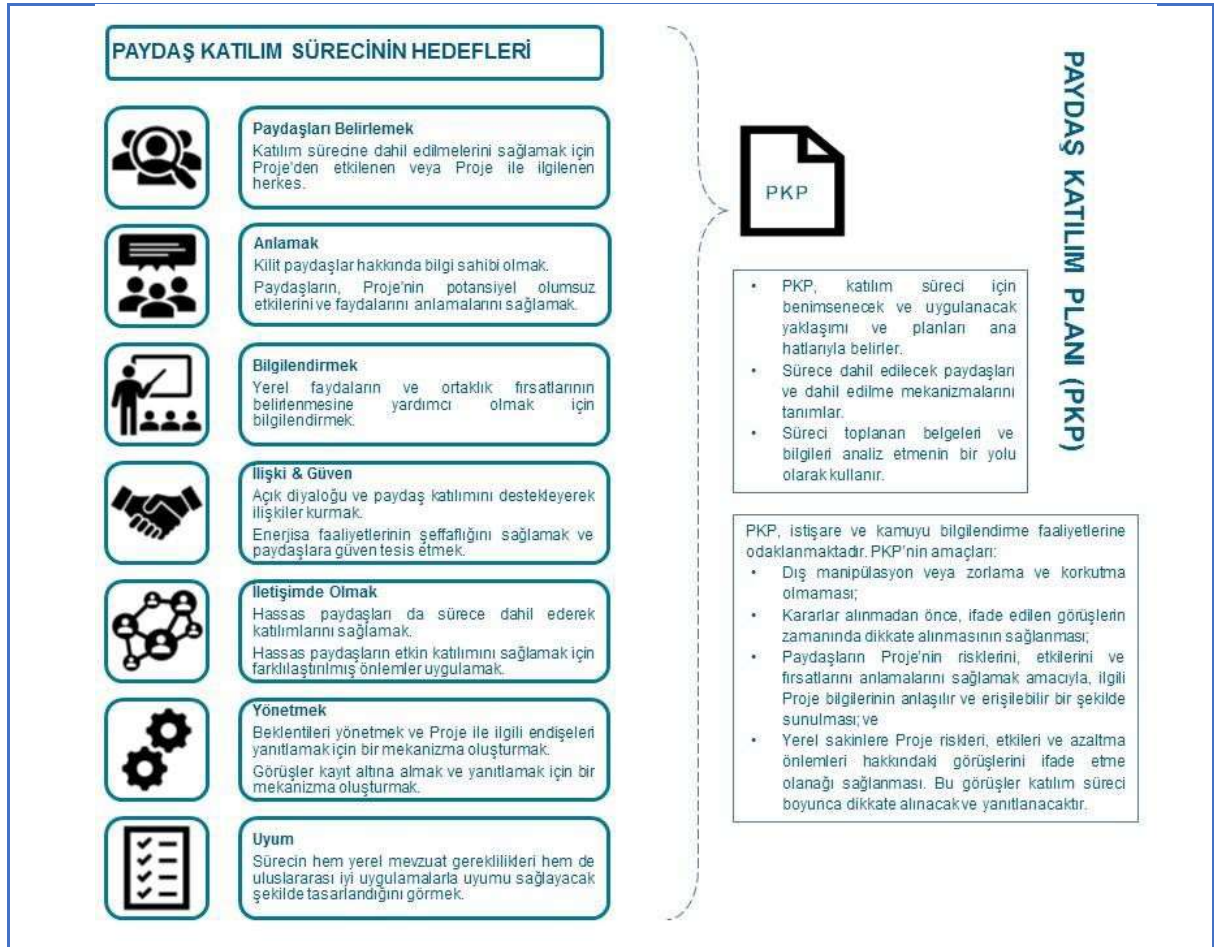 PAYDAŞ KATILIM SÜRECİNİN HEDEFLERİ
Paydaşları Belirlemek
Katılım sürecine dahil edilmelerini sağlamak için
Proje'den etkilenen veya Proje ile ilgilenen
herkes.
Anlamak
Kilit paydaşlar hakkında bilgi sahibi olmak.
Paydaşların, Proje'nin potansiyel olumsuz
etkilerini ve faydalarını anlamalarını sağlamak.
Bilgilendirmek
Yerel faydaların ve ortaklık fırsatlarının
belirlenmesine yardımcı olmak için
bilgilendirmek.
İlişki & Güven
Açık diyaloğu ve paydaş katılımını destekleyerek
ilişkiler kurmak.
Enerjisa faaliyetlerinin şeffaflığını sağlamak ve
paydaşlara güven tesis etmek.
İletişimde Olmak
Hassas paydaşları da sürece dahil ederek
katılımlarını sağlamak.
Hassas paydaşların etkin katılımını sağlamak için
farklılaştırılmış önlemler uygulamak.
Yönetmek
Beklentileri yönetmek ve Proje ile ilgili endişeleri
yanıtlamak için bir mekanizma oluşturmak.
Görüşler kayıt altına almak ve yanıtlamak için bir
mekanizma oluşturmak.
Uyum
Sürecin hem yerel mevzuat gereklilikleri hem de
uluslararası iyi uygulamalarla uyumu sağlayacak
şekilde tasarlandığını görmek.
PKP
PAYDAŞ KATILIM PLANI (PKP)
• PKP, katılım süreci için
benimsenecek ve uygulanacak
yaklaşımı ve planları ana
hatlarıyla belirler.
• Sürece dahil edilecek paydaşları
ve dahil edilme mekanizmalarını
tanımlar.
• Süreci toplanan belgeleri ve
bilgileri analiz etmenin bir yolu
olarak kullanır.
PKP, istişare ve kamuyu bilgilendirme faaliyetlerine
odaklanmaktadır. PKP'nin amaçları:
• Dış manipülasyon veya zorlama ve korkutma
olmaması;
• Kararlar alınmadan önce, ifade edilen görüşlerin
zamanında dikkate alınmasının sağlanması;
• Paydaşların Proje'nin risklerini, etkilerini ve
fırsatlarını anlamalarını sağlamak amacıyla, ilgili
Proje bilgilerinin anlaşılır ve erişilebilir bir şekilde
sunulması; ve
• Yerel sakinlere Proje riskleri, etkileri ve azaltma
önlemleri hakkındaki görüşlerini ifade etme
olanağı sağlanması. Bu görüşler katılım süreci
boyunca dikkate alınacak ve yanıtlanacaktır.